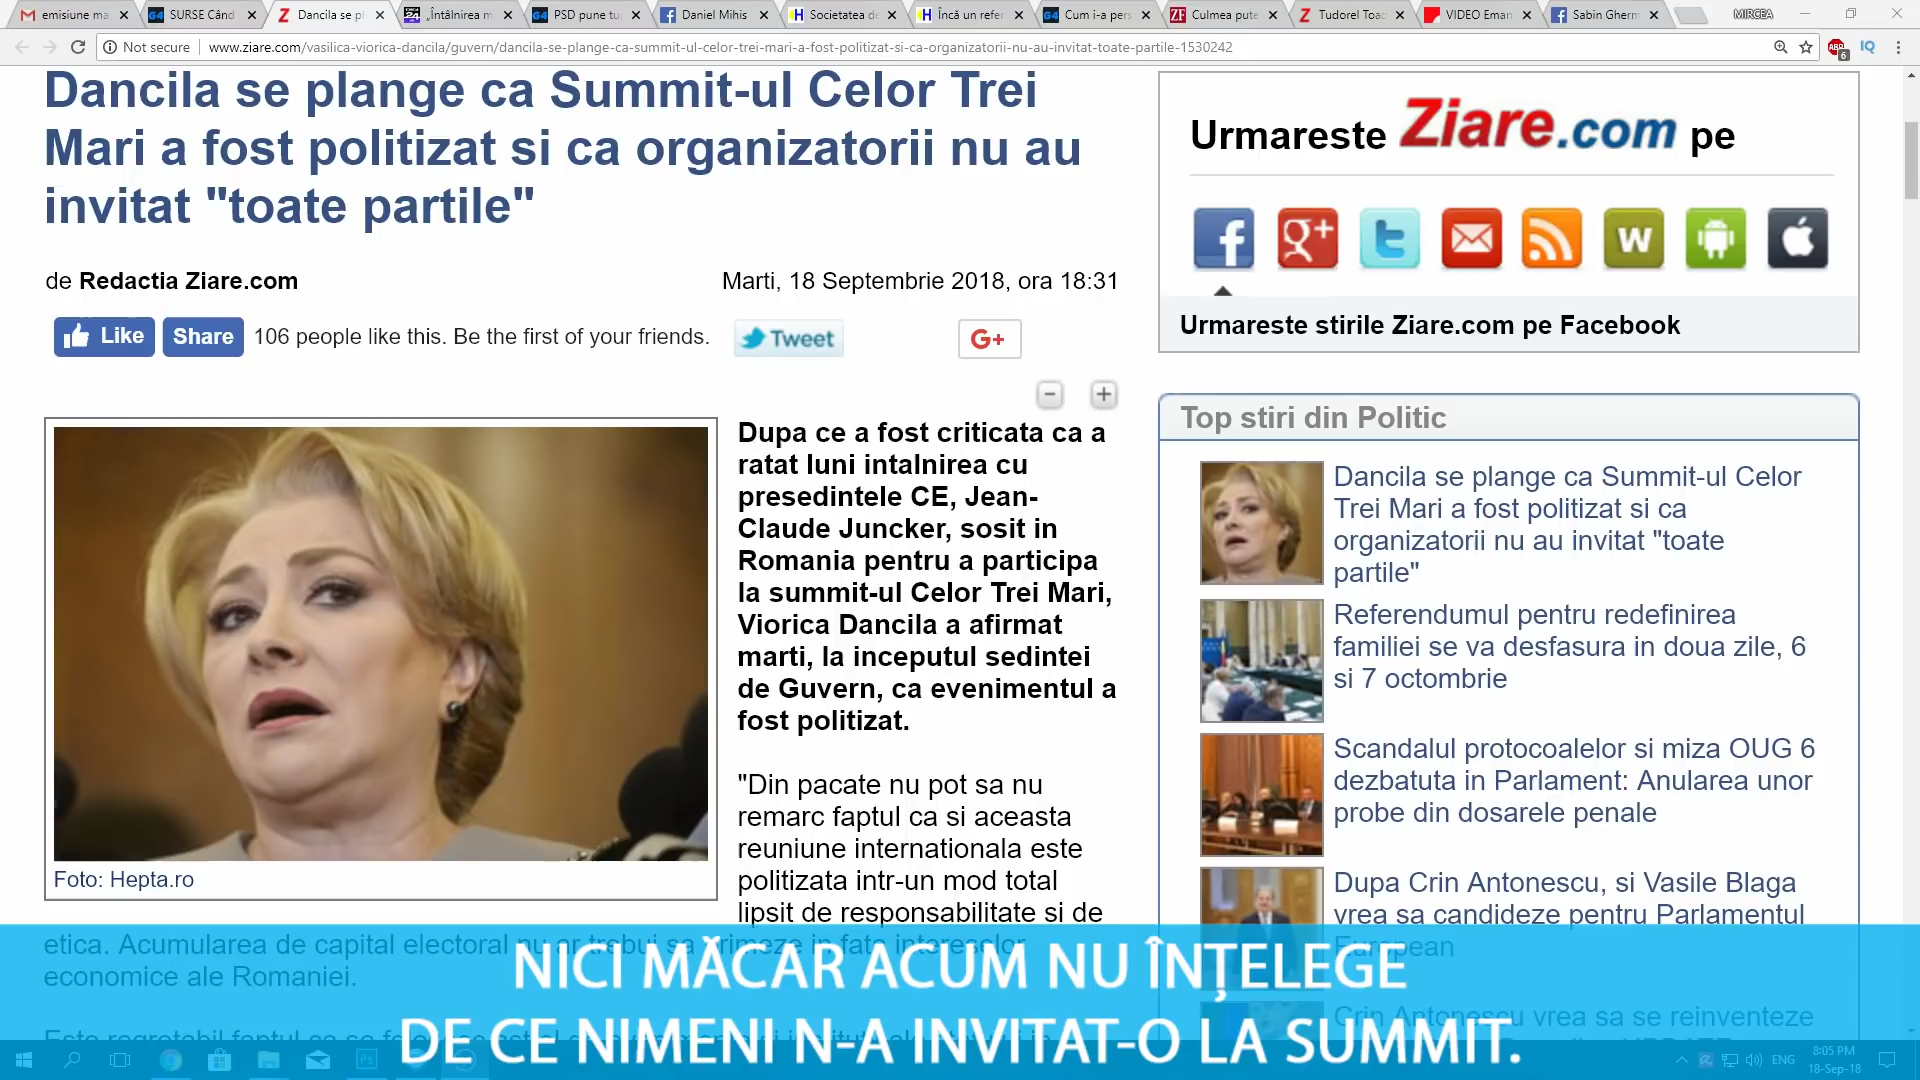 emisiune ma
SURSE Când
Dancila se pl
„Întâlnirea m
PSD pune tu
Daniel Mihis
Societatea de
Încă un refer
Cum i-a pers
Culmea pute
Tudorel Toad
VIDEO Eman
Sabin Gherm
MIRCEA
Not secure
www.ziare.com/vasilica-viorica-dancila/guvern/dancila-se-plange-ca-summit-ul-celor-trei-mari-a-fost-politizat-si-ca-organizatorii-nu-au-invitat-toate-partile-1530242
Dancila se plange ca Summit-ul Celor Trei
Mari a fost politizat si ca organizatorii nu au
invitat "toate partile"
de Redactia Ziare.com
Marti, 18 Septembrie 2018, ora 18:31
Like
Share
106 people like this. Be the first of your friends.
Tweet
G+
Foto: Hepta.ro
Dupa ce a fost criticata ca a
ratat luni intalnirea cu
presedintele CE, Jean-
Claude Juncker, sosit in
Romania pentru a participa
la summit-ul Celor Trei Mari,
Viorica Dancila a afirmat
marti, la inceputul sedintei
de Guvern, ca evenimentul a
fost politizat.
"Din pacate nu pot sa nu
remarc faptul ca si aceasta
reuniune internationala este
politizata intr-un mod total
lipsit de responsabilitate si de
etica. Acumularea de capital electoral nu ar trebui sa primeze in fata intereselor
economice ale Romaniei.
Urmareste Ziare.com pe
Urmareste stirile Ziare.com pe Facebook
Top stiri din Politic
Dancila se plange ca Summit-ul Celor
Trei Mari a fost politizat si ca
organizatorii nu au invitat "toate
partile"
Referendumul pentru redefinirea
familiei se va desfasura in doua zile, 6
si 7 octombrie
Scandalul protocoalelor si miza OUG 6
dezbatuta in Parlament: Anularea unor
probe din dosarele penale
Dupa Crin Antonescu, si Vasile Blaga
vrea sa candideze pentru Parlamentul
European
Crin Antonescu vrea sa se reinventeze
NICI MĂCAR ACUM NU ÎNȚELEGE
DE CE NIMENI N-A INVITAT-O LA SUMMIT.
ENG
8:05 PM
18-Sep-18